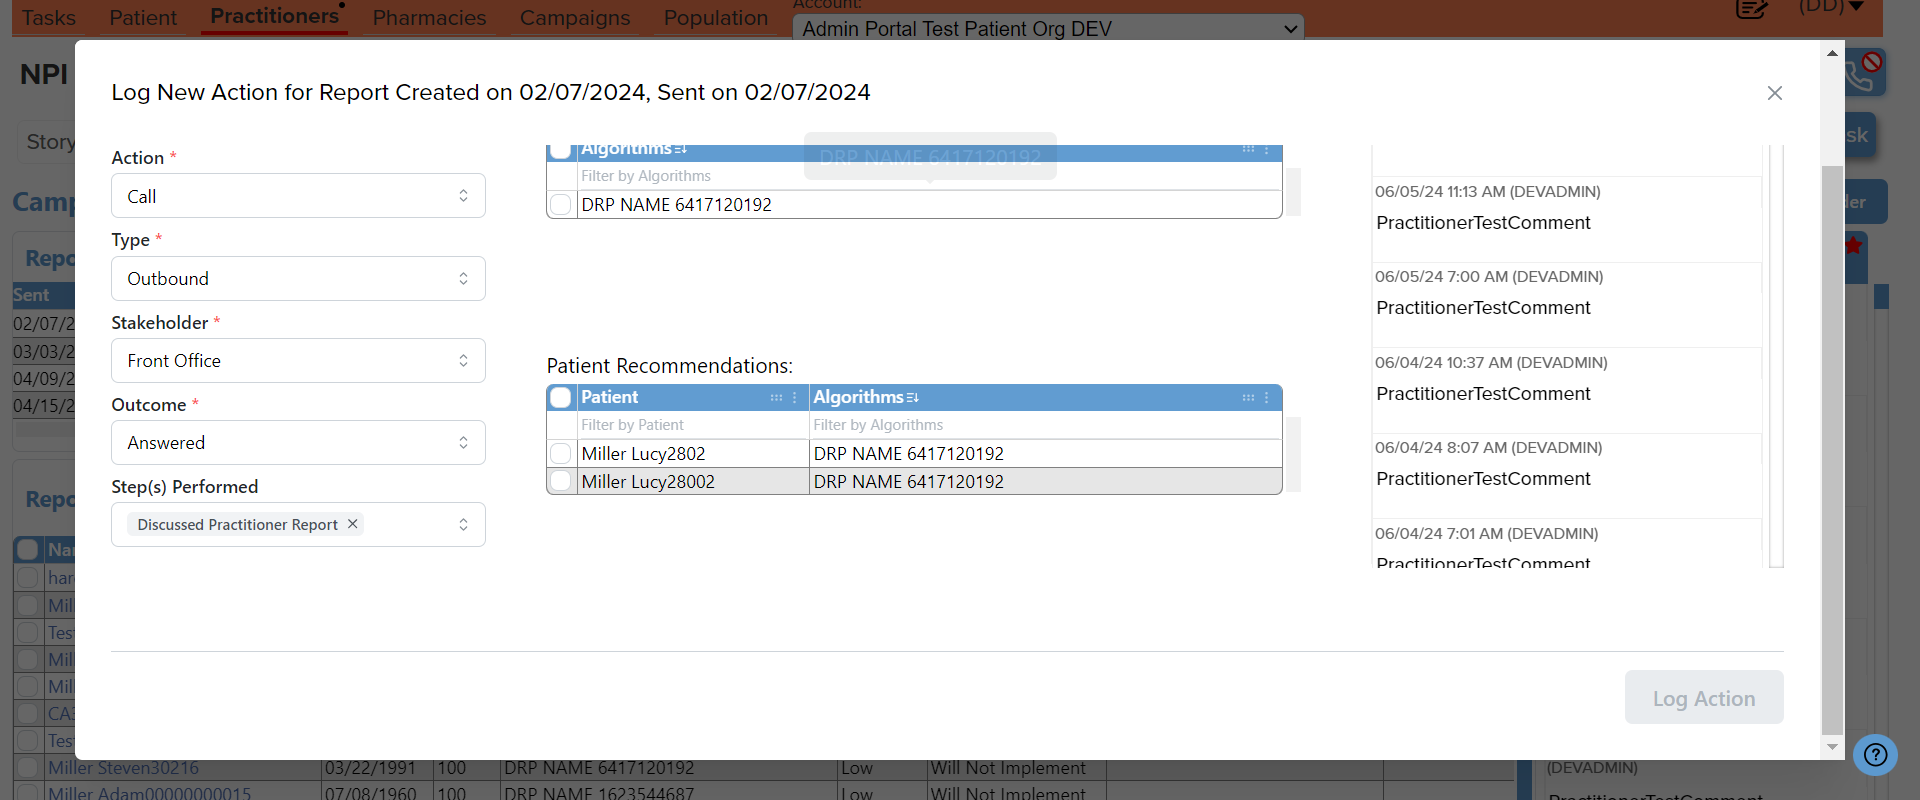 Tasks Patient Practitioners Pharmacies Campaigns Population
Account:
Admin Portal Test Patient Org DEV
(DD)
NPI
Story
Camp
Repo
Sent
02/07/2
03/03/2
04/09/2
04/15/2
Repo
Na
har
Mil
Tes
Mil
Mil
CA3
Tes
Log New Action for Report Created on 02/07/2024, Sent on 02/07/2024
Action *
Call
Type *
Outbound
Stakeholder *
Front Office
Outcome *
Answered
Step(s) Performed
Discussed Practitioner Report
Algorithms
DRP NAME 6417120192
Filter by Algorithms
DRP NAME 6417120192
Patient Recommendations:
Patient Algorithms
Filter by Patient Filter by Algorithms
Miller Lucy2802 DRP NAME 6417120192
Miller Lucy28002 DRP NAME 6417120192
06/05/24 11:13 AM (DEVADMIN)
PractitionerTestComment
06/05/24 7:00 AM (DEVADMIN)
PractitionerTestComment
06/04/24 10:37 AM (DEVADMIN)
PractitionerTestComment
06/04/24 8:07 AM (DEVADMIN)
PractitionerTestComment
06/04/24 7:01 AM (DEVADMIN)
PractitionerTestComment
Log Action
sk
der
Miller Steven30216 03/22/1991 100 DRP NAME 6417120192 Low Will Not Implement
(DEVADMIN)
Miller Adam00000000015 07/08/1960 100 DRP NAME 1623544687 Low Will Not Implement
PractitionerTestComment